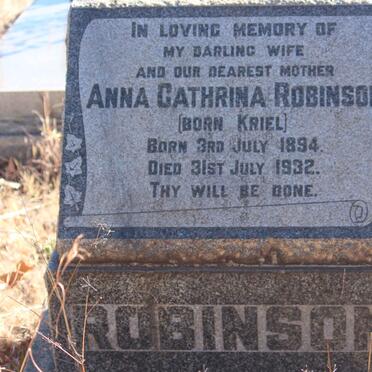 IN LOVING MEMORY OF
MY DARLING WIFE
AND OUR DEAREST MOTHER
ANNA CATHRINA ROBINSON
(BORN KRIEL)
BORN 3RD JULY 1894.
DIED 31ST JULY 1932.
THY WILL BE DONE.
ROBINSON